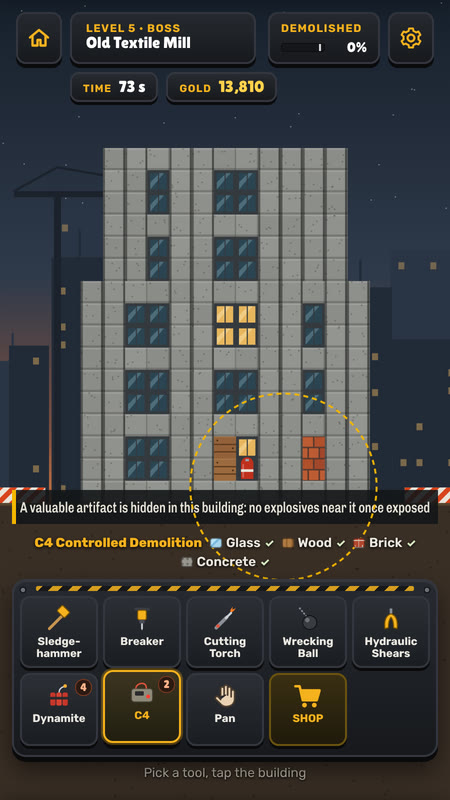 LEVEL 5 • BOSS
Old Textile Mill
DEMOLISHED
0%
TIME 73 s
GOLD 13,810
A valuable artifact is hidden in this building: no explosives near it once exposed
C4 Controlled Demolition Glass ✓ Wood ✓ Brick ✓
Concrete ✓
Sledge-
hammer
Breaker
Cutting
Torch
Wrecking
Ball
Hydraulic
Shears
4
Dynamite
2
C4
Pan
SHOP
Pick a tool, tap the building